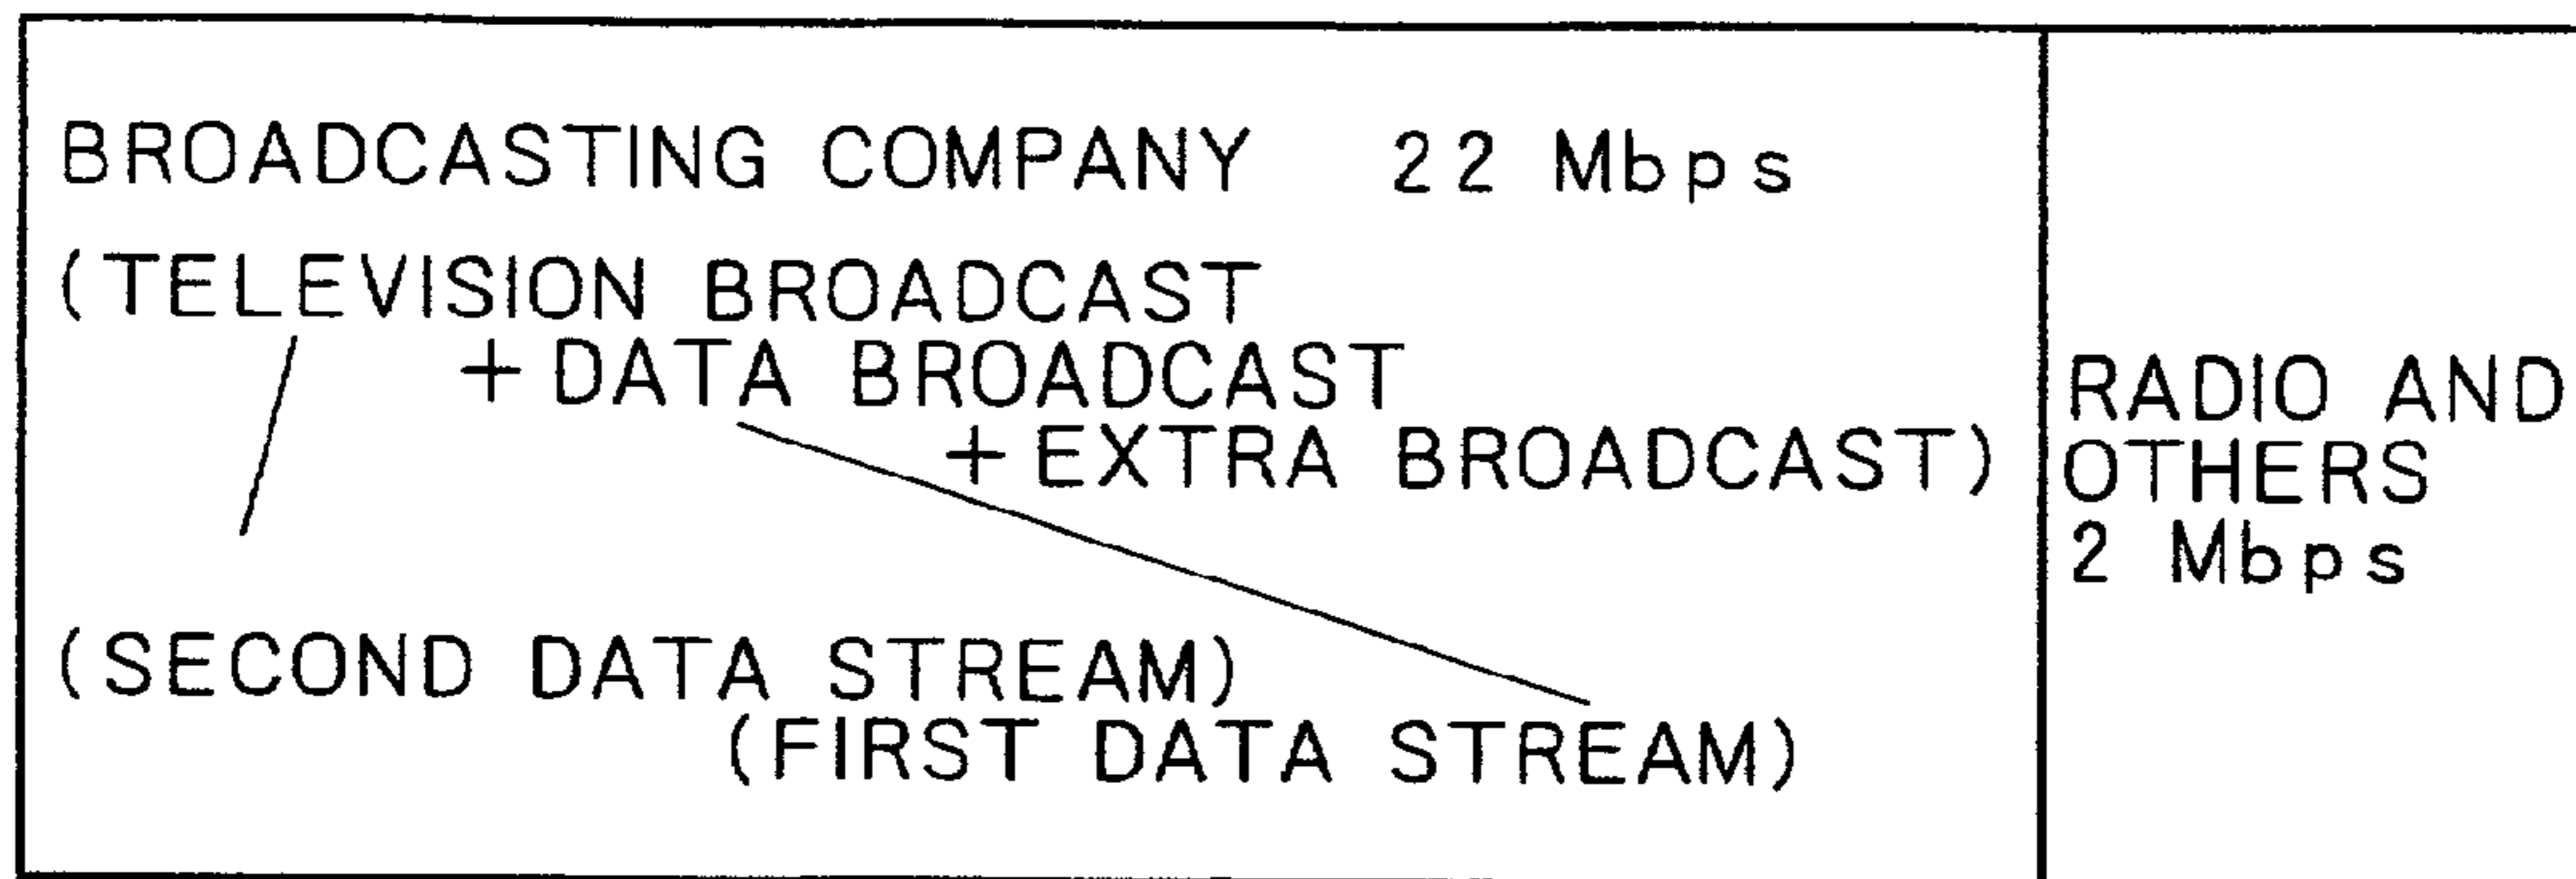 BROADCASTING COMPANY 22 Mbps
(TELEVISION BROADCAST
+ DATA BROADCAST
+ EXTRA BROADCAST)
(SECOND DATA STREAM)
(FIRST DATA STREAM)
RADIO AND
OTHERS
2 Mbps